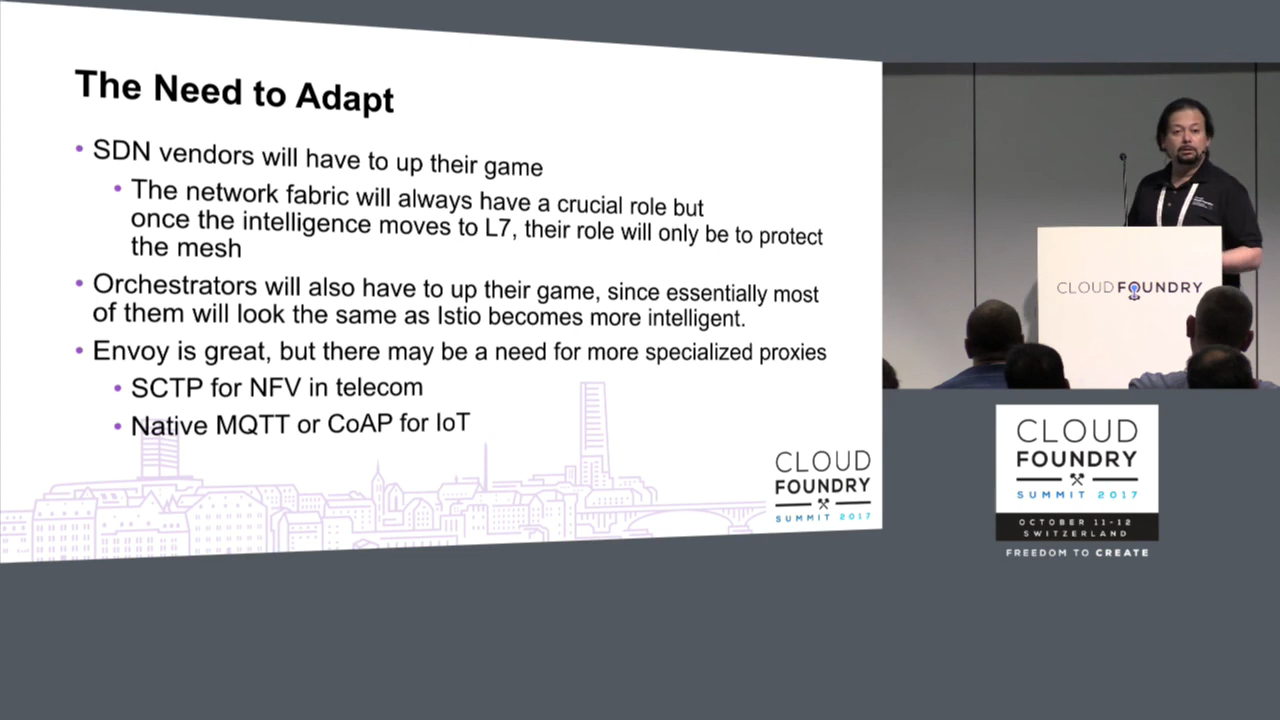 The Need to Adapt
• SDN vendors will have to up their game
• The network fabric will always have a crucial role but
once the intelligence moves to L7, their role will only be to protect
the mesh
• Orchestrators will also have to up their game, since essentially most
of them will look the same as Istio becomes more intelligent.
• Envoy is great, but there may be a need for more specialized proxies
• SCTP for NFV in telecom
• Native MQTT or CoAP for IoT
CLOUD
FOUNDRY
SUMMIT 2017
CLOUD FOUNDRY
CLOUD
FOUNDRY
SUMMIT 2017
OCTOBER 11-12
SWITZERLAND
FREEDOM TO CREATE